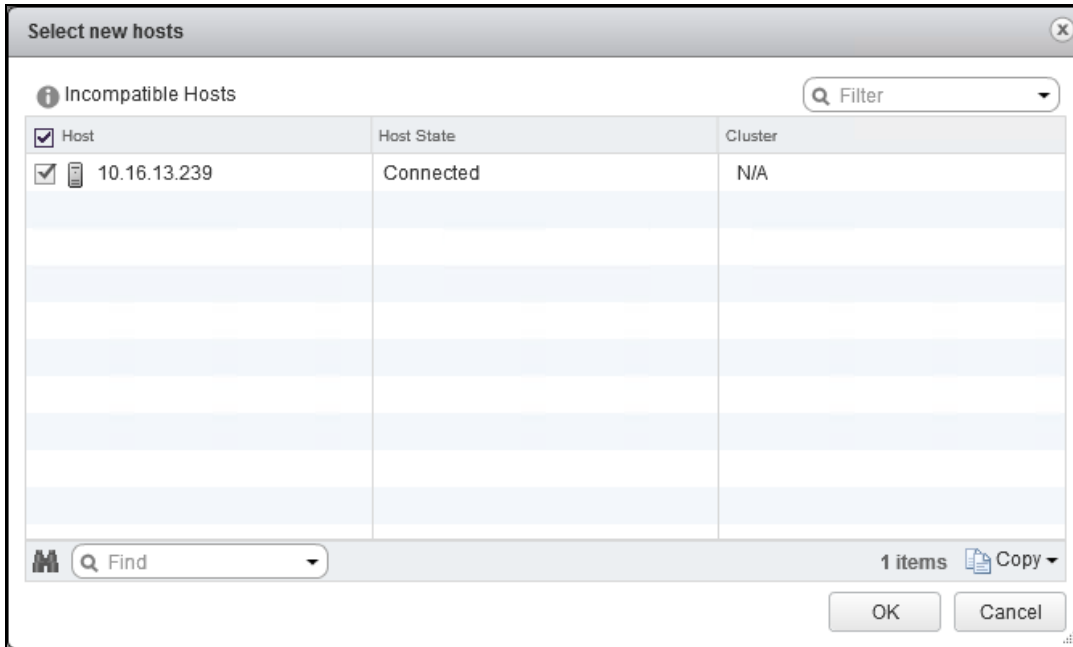 Select new hosts
Incompatible Hosts
Filter
Host Host State Cluster
10.16.13.239 Connected N/A
Find 1 items Copy
OK Cancel